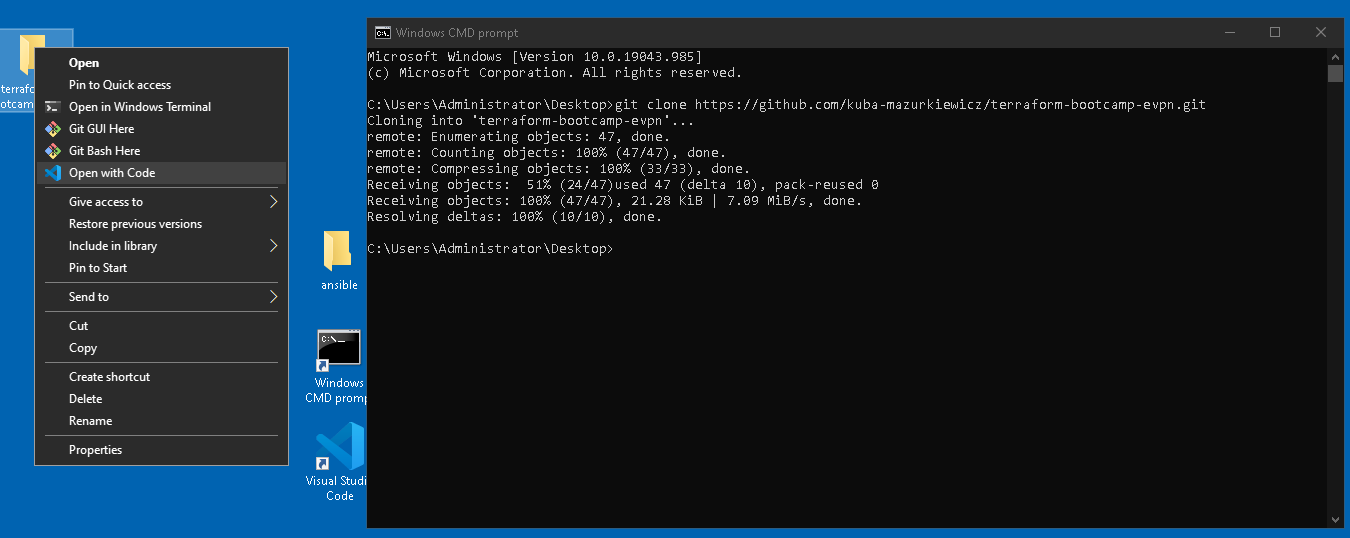 terrafo
otcam
Open
Pin to Quick access
Open in Windows Terminal
Git GUI Here
Git Bash Here
Open with Code
Give access to
Restore previous versions
Include in library
Pin to Start
Send to
Cut
Copy
Create shortcut
Delete
Rename
Properties
ansible
Windows
CMD promp
Visual Studi
Code
Windows CMD prompt
Microsoft Windows [Version 10.0.19043.985]
(c) Microsoft Corporation. All rights reserved.
C:\Users\Administrator\Desktop>git clone https://github.com/kuba-mazurkiewicz/terraform-bootcamp-evpn.git
Cloning into 'terraform-bootcamp-evpn'...
remote: Enumerating objects: 47, done.
remote: Counting objects: 100% (47/47), done.
remote: Compressing objects: 100% (33/33), done.
Receiving objects:  51% (24/47)used 47 (delta 10), pack-reused 0
Receiving objects: 100% (47/47), 21.28 KiB | 7.09 MiB/s, done.
Resolving deltas: 100% (10/10), done.
C:\Users\Administrator\Desktop>